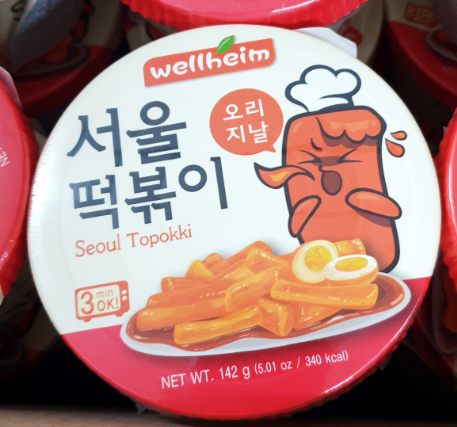 wellheim
서울
떡볶이
오리
지날
Seoul Topokki
3 min
OK!
NET WT. 142 g (5.01 oz / 340 kcal)